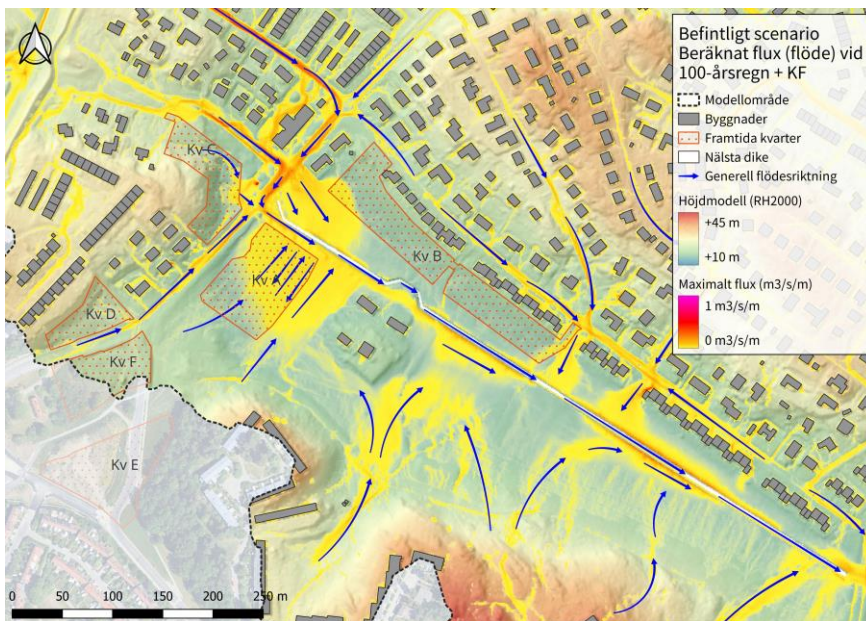 Befintligt scenario
Beräknat flux (flöde) vid
100-årsregn + KF
Modellområde
Byggnader
Framtida kvarter
Nälsta dike
Generell flödesriktning
Höjdmodell (RH2000)
+45 m
+10 m
Maximalt flux (m3/s/m)
1 m3/s/m
0 m3/s/m
Kv C
Kv B
Kv A
Kv D
Kv F
Kv E
0 50 100 150 200 250 m